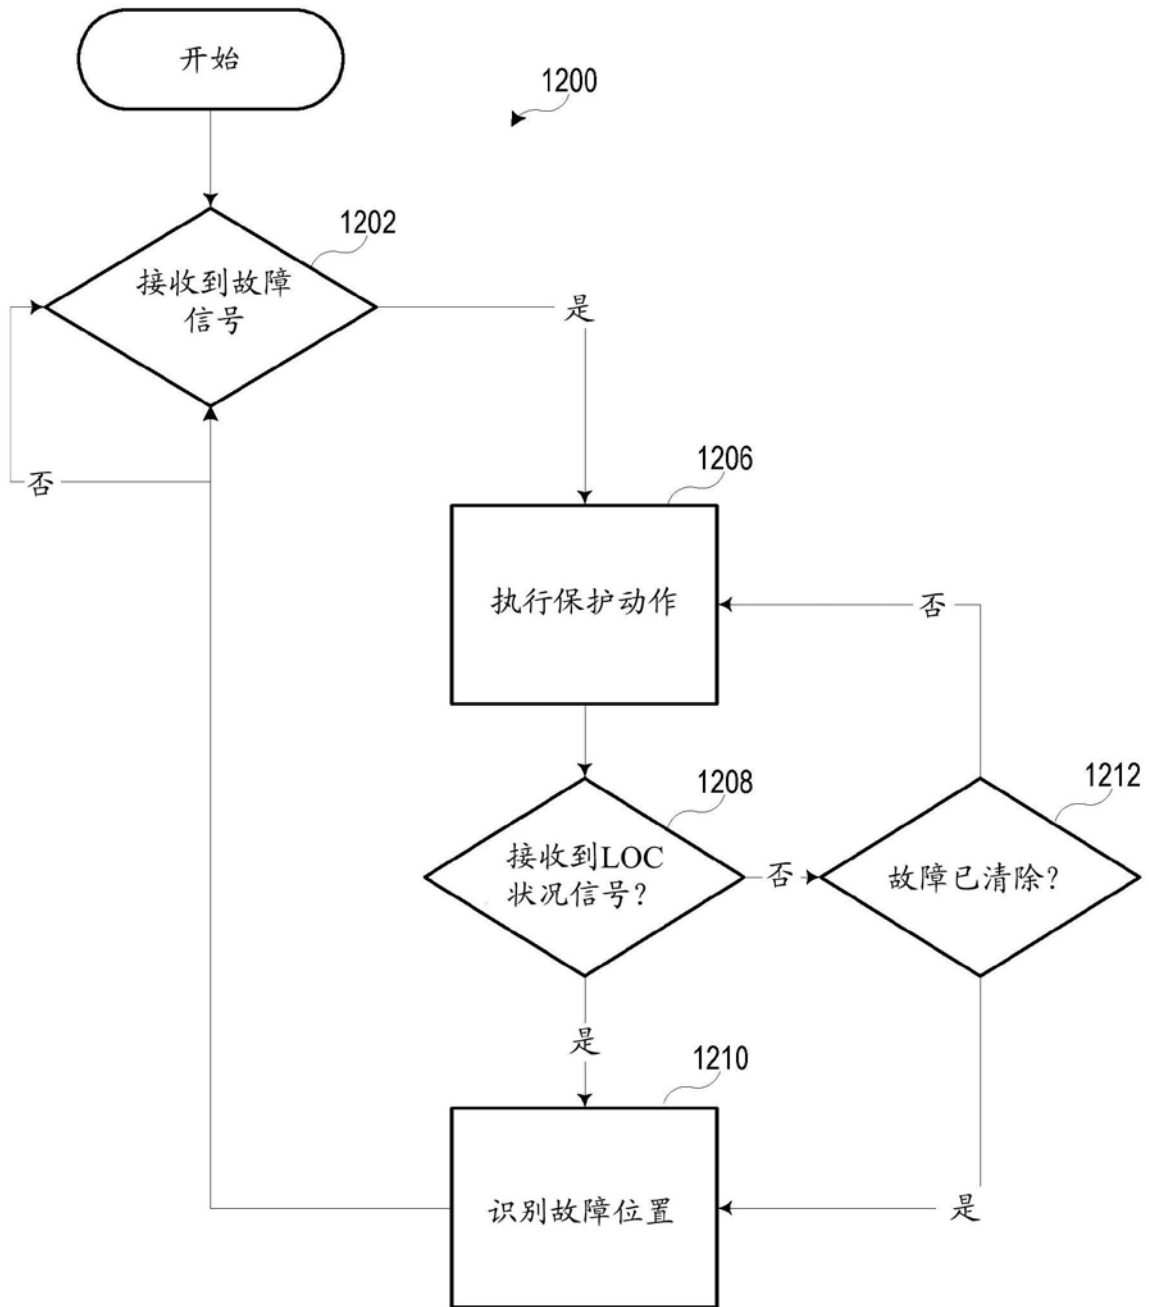 开始
1200
1202
接收到故障
信号
是
否
1206
执行保护动作
否
1208
1212
接收到LOC
状况信号?
否
故障已清除?
是
1210
识别故障位置
是